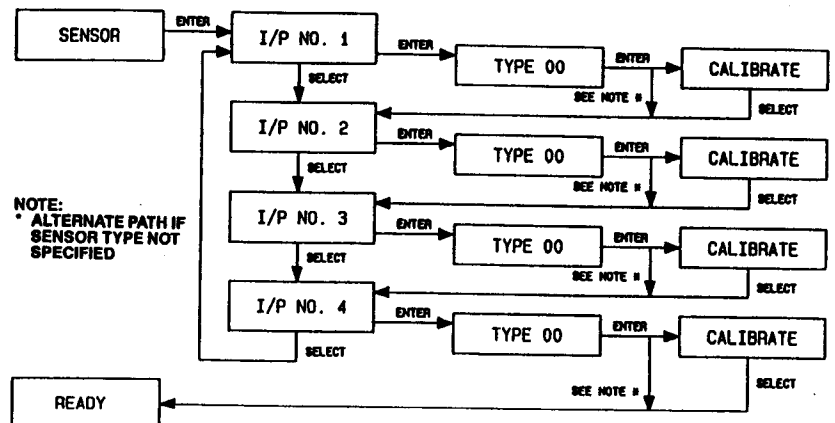 SENSOR
ENTER
I/P NO. 1
ENTER
TYPE 00
ENTER
CALIBRATE
SELECT
SEE NOTE *
SELECT
I/P NO. 2
ENTER
TYPE 00
ENTER
CALIBRATE
SELECT
SEE NOTE *
SELECT
NOTE:
* ALTERNATE PATH IF
SENSOR TYPE NOT
SPECIFIED
I/P NO. 3
ENTER
TYPE 00
ENTER
CALIBRATE
SELECT
SEE NOTE *
SELECT
I/P NO. 4
ENTER
TYPE 00
ENTER
CALIBRATE
SELECT
SEE NOTE *
SELECT
READY